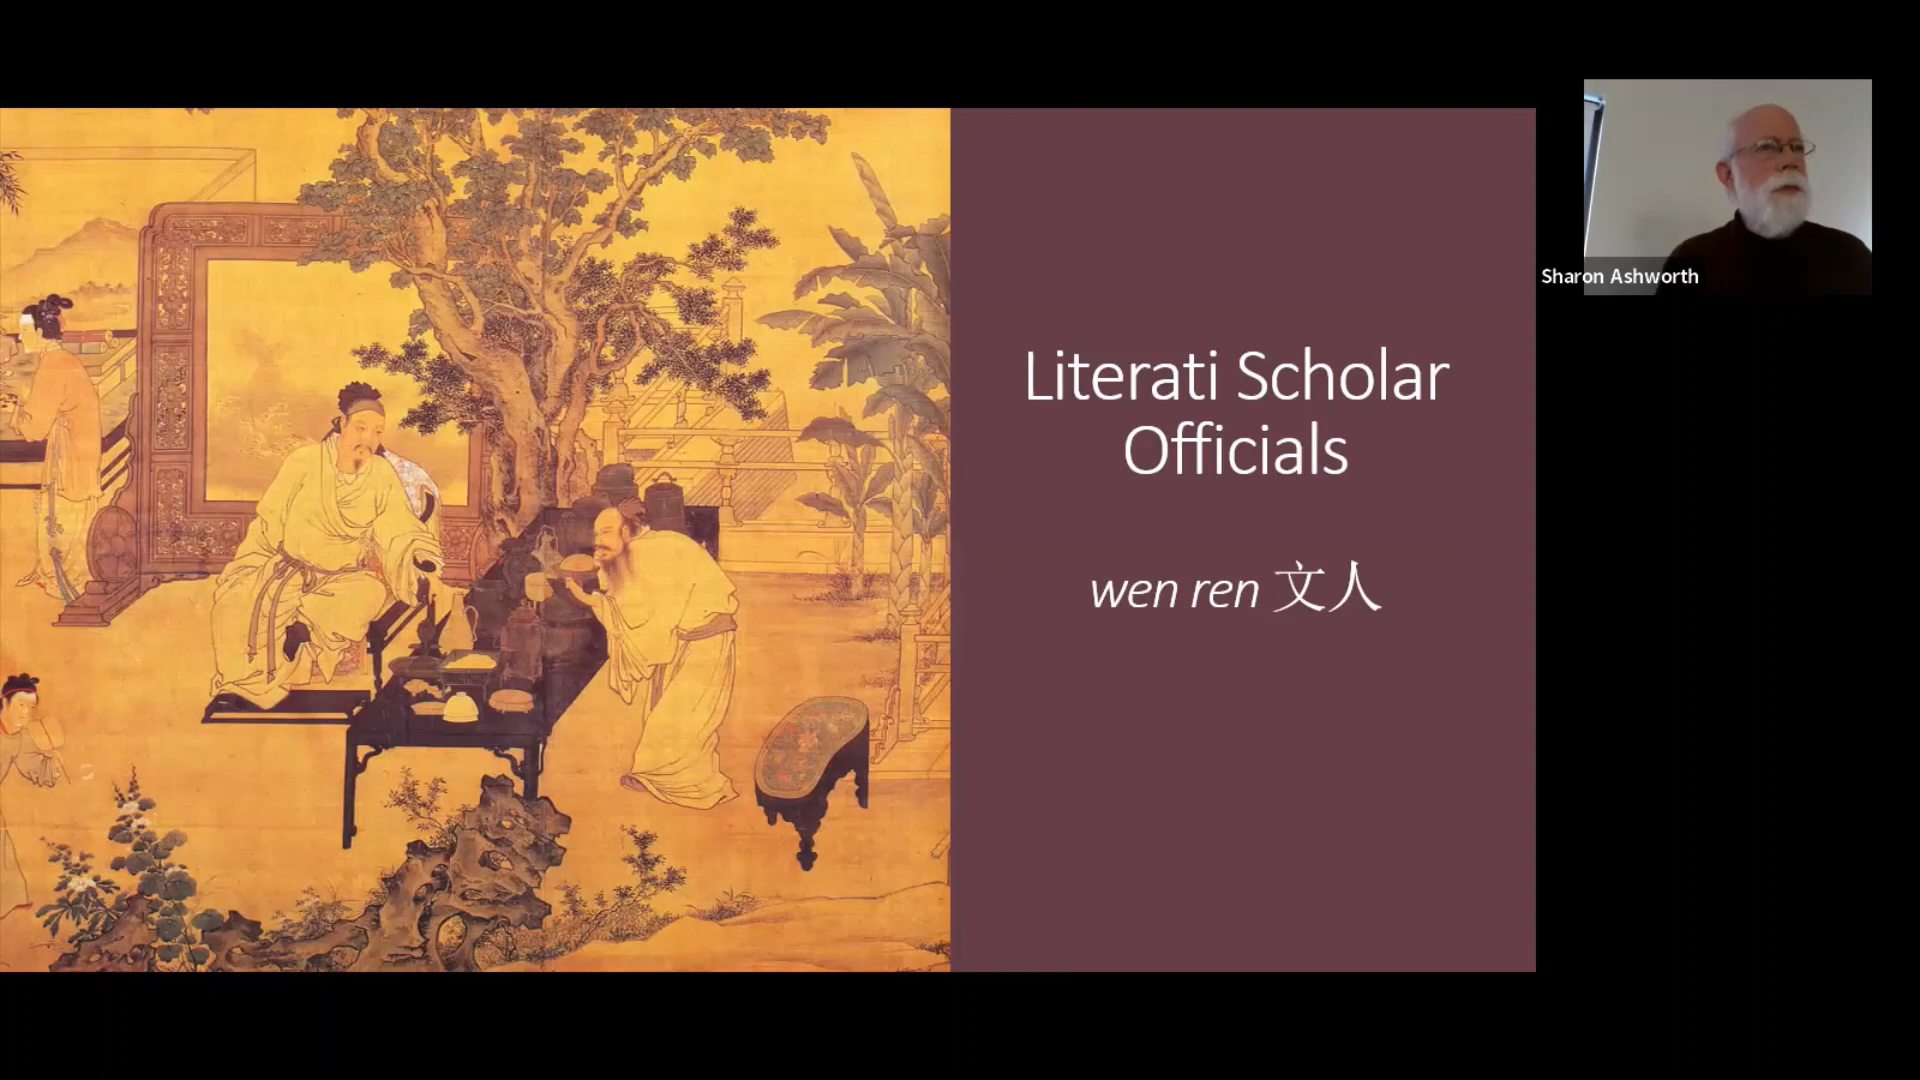 Literati Scholar
Officials
wen ren 文人
Sharon Ashworth